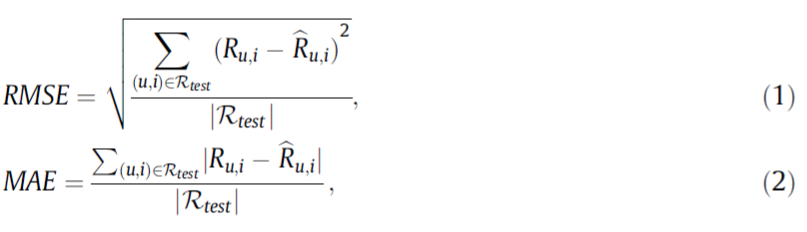 RMSE = \sqrt{\frac{\sum_{(u,i)\in\mathcal{R}_{test}} (R_{u,i} - \widehat{R}_{u,i})^2}{|\mathcal{R}_{test}|}}, (1)
MAE = \frac{\sum_{(u,i)\in\mathcal{R}_{test}} |R_{u,i} - \widehat{R}_{u,i}|}{|\mathcal{R}_{test}|}, (2)